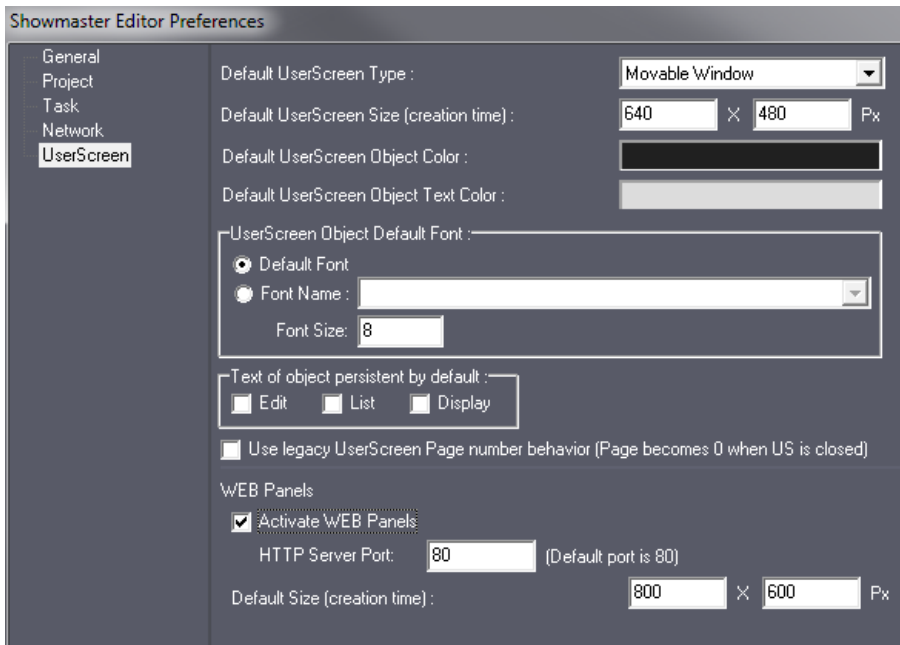 Showmaster Editor Preferences
General
Project
Task
Network
UserScreen
Default UserScreen Type : Movable Window
Default UserScreen Size (creation time) : 640 X 480 Px
Default UserScreen Object Color :
Default UserScreen Object Text Color :
UserScreen Object Default Font :
Default Font
Font Name :
Font Size: 8
Text of object persistent by default :
Edit List Display
Use legacy UserScreen Page number behavior (Page becomes 0 when US is closed)
WEB Panels
Activate WEB Panels
HTTP Server Port: 80 (Default port is 80)
Default Size (creation time) : 800 X 600 Px